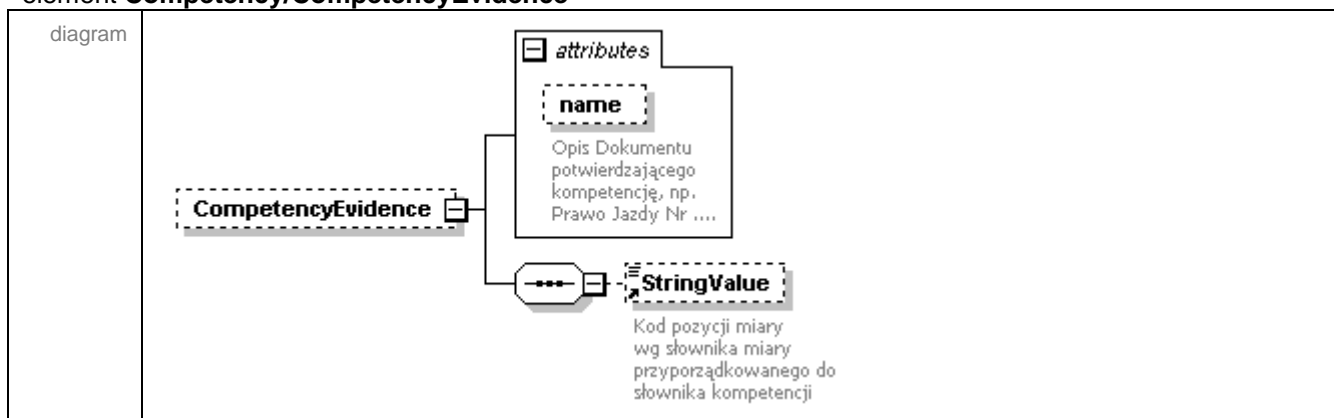 element Competency/CompetencyEvidence
diagram
attributes
name
Opis Dokumentu
potwierdzającego
kompetencję, np.
Prawo Jazdy Nr ....
CompetencyEvidence
StringValue
Kod pozycji miary
wg słownika miary
przyporządkowanego do
słownika kompetencji